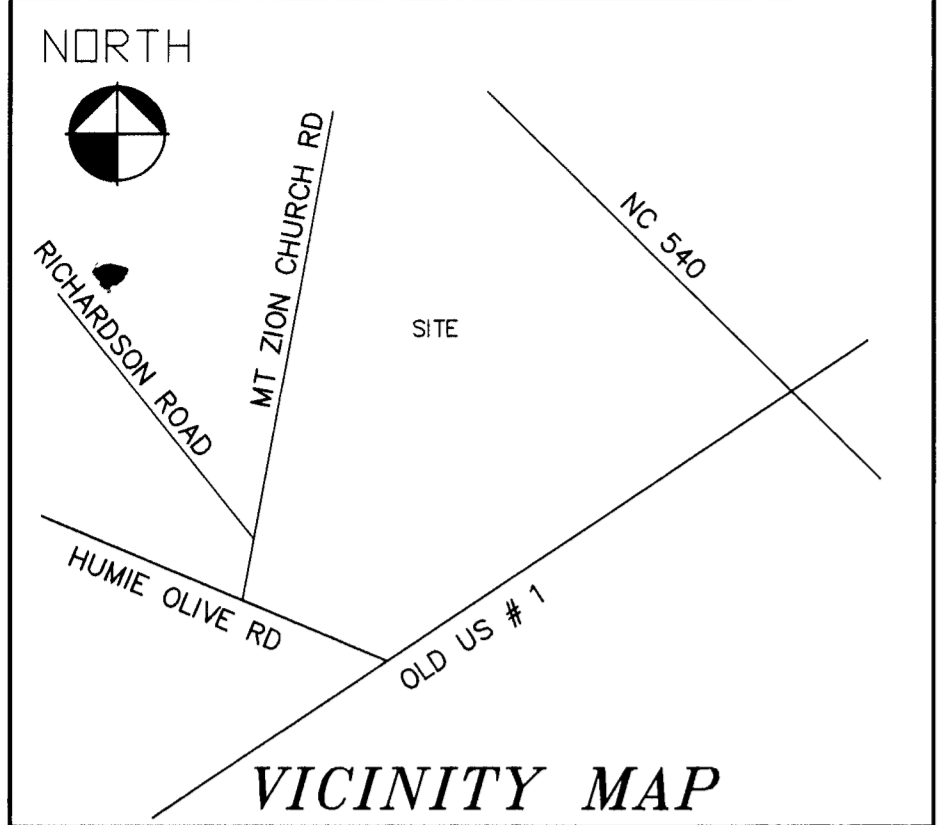 NORTH
MT ZION CHURCH RD
NC 540
RICHARDSON ROAD
SITE
HUMIE OLIVE RD
OLD US # 1
VICINITY MAP